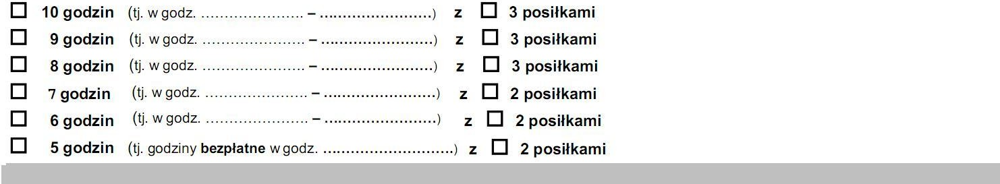 ☐ 10 godzin (tj. w godz. ……………………. – …………………….) z ☐ 3 posiłkami
☐ 9 godzin (tj. w godz. ……………………. – …………………….) z ☐ 3 posiłkami
☐ 8 godzin (tj. w godz. ……………………. – …………………….) z ☐ 3 posiłkami
☐ 7 godzin (tj. w godz. ……………………. – …………………….) z ☐ 2 posiłkami
☐ 6 godzin (tj. w godz. ……………………. – …………………….) z ☐ 2 posiłkami
☐ 5 godzin (tj. godziny bezpłatne w godz. ……………………….) z ☐ 2 posiłkami